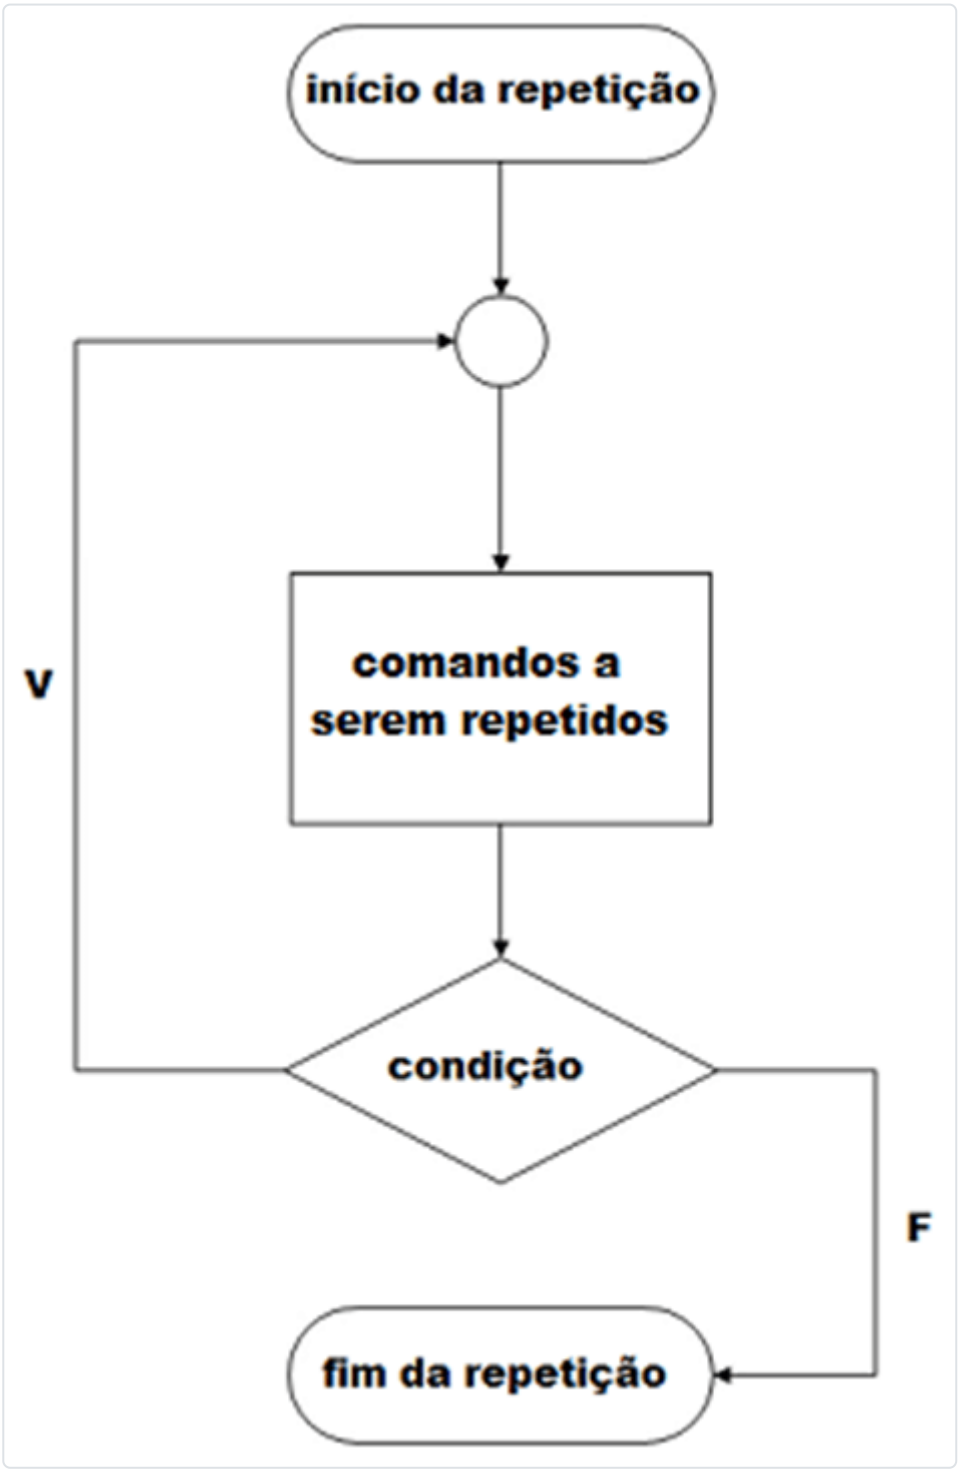 início da repetição
V
comandos a
serem repetidos
condição
F
fim da repetição